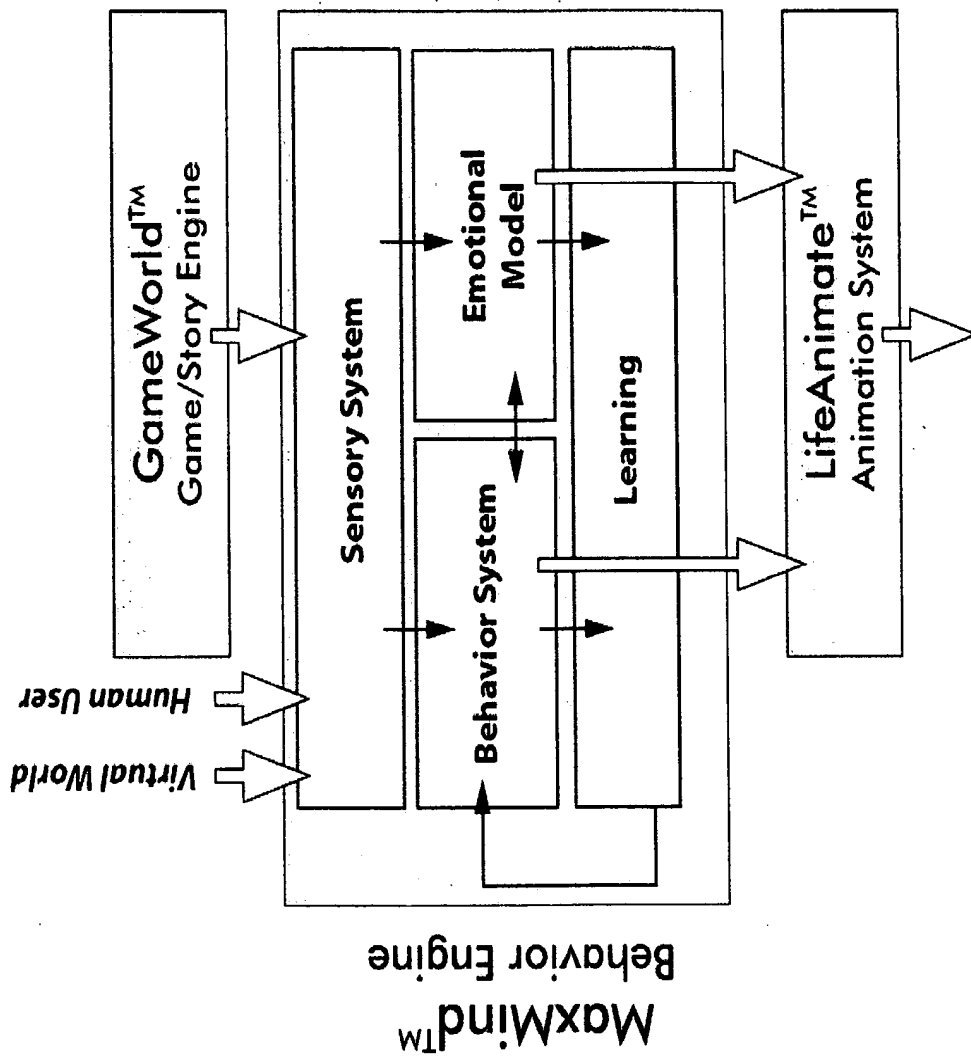 GameWorld™
Game/Story Engine
Human User
Virtual World
Sensory System
Emotional
Model
Behavior System
Learning
LifeAnimate™
Animation System
MaxMind™
Behavior Engine